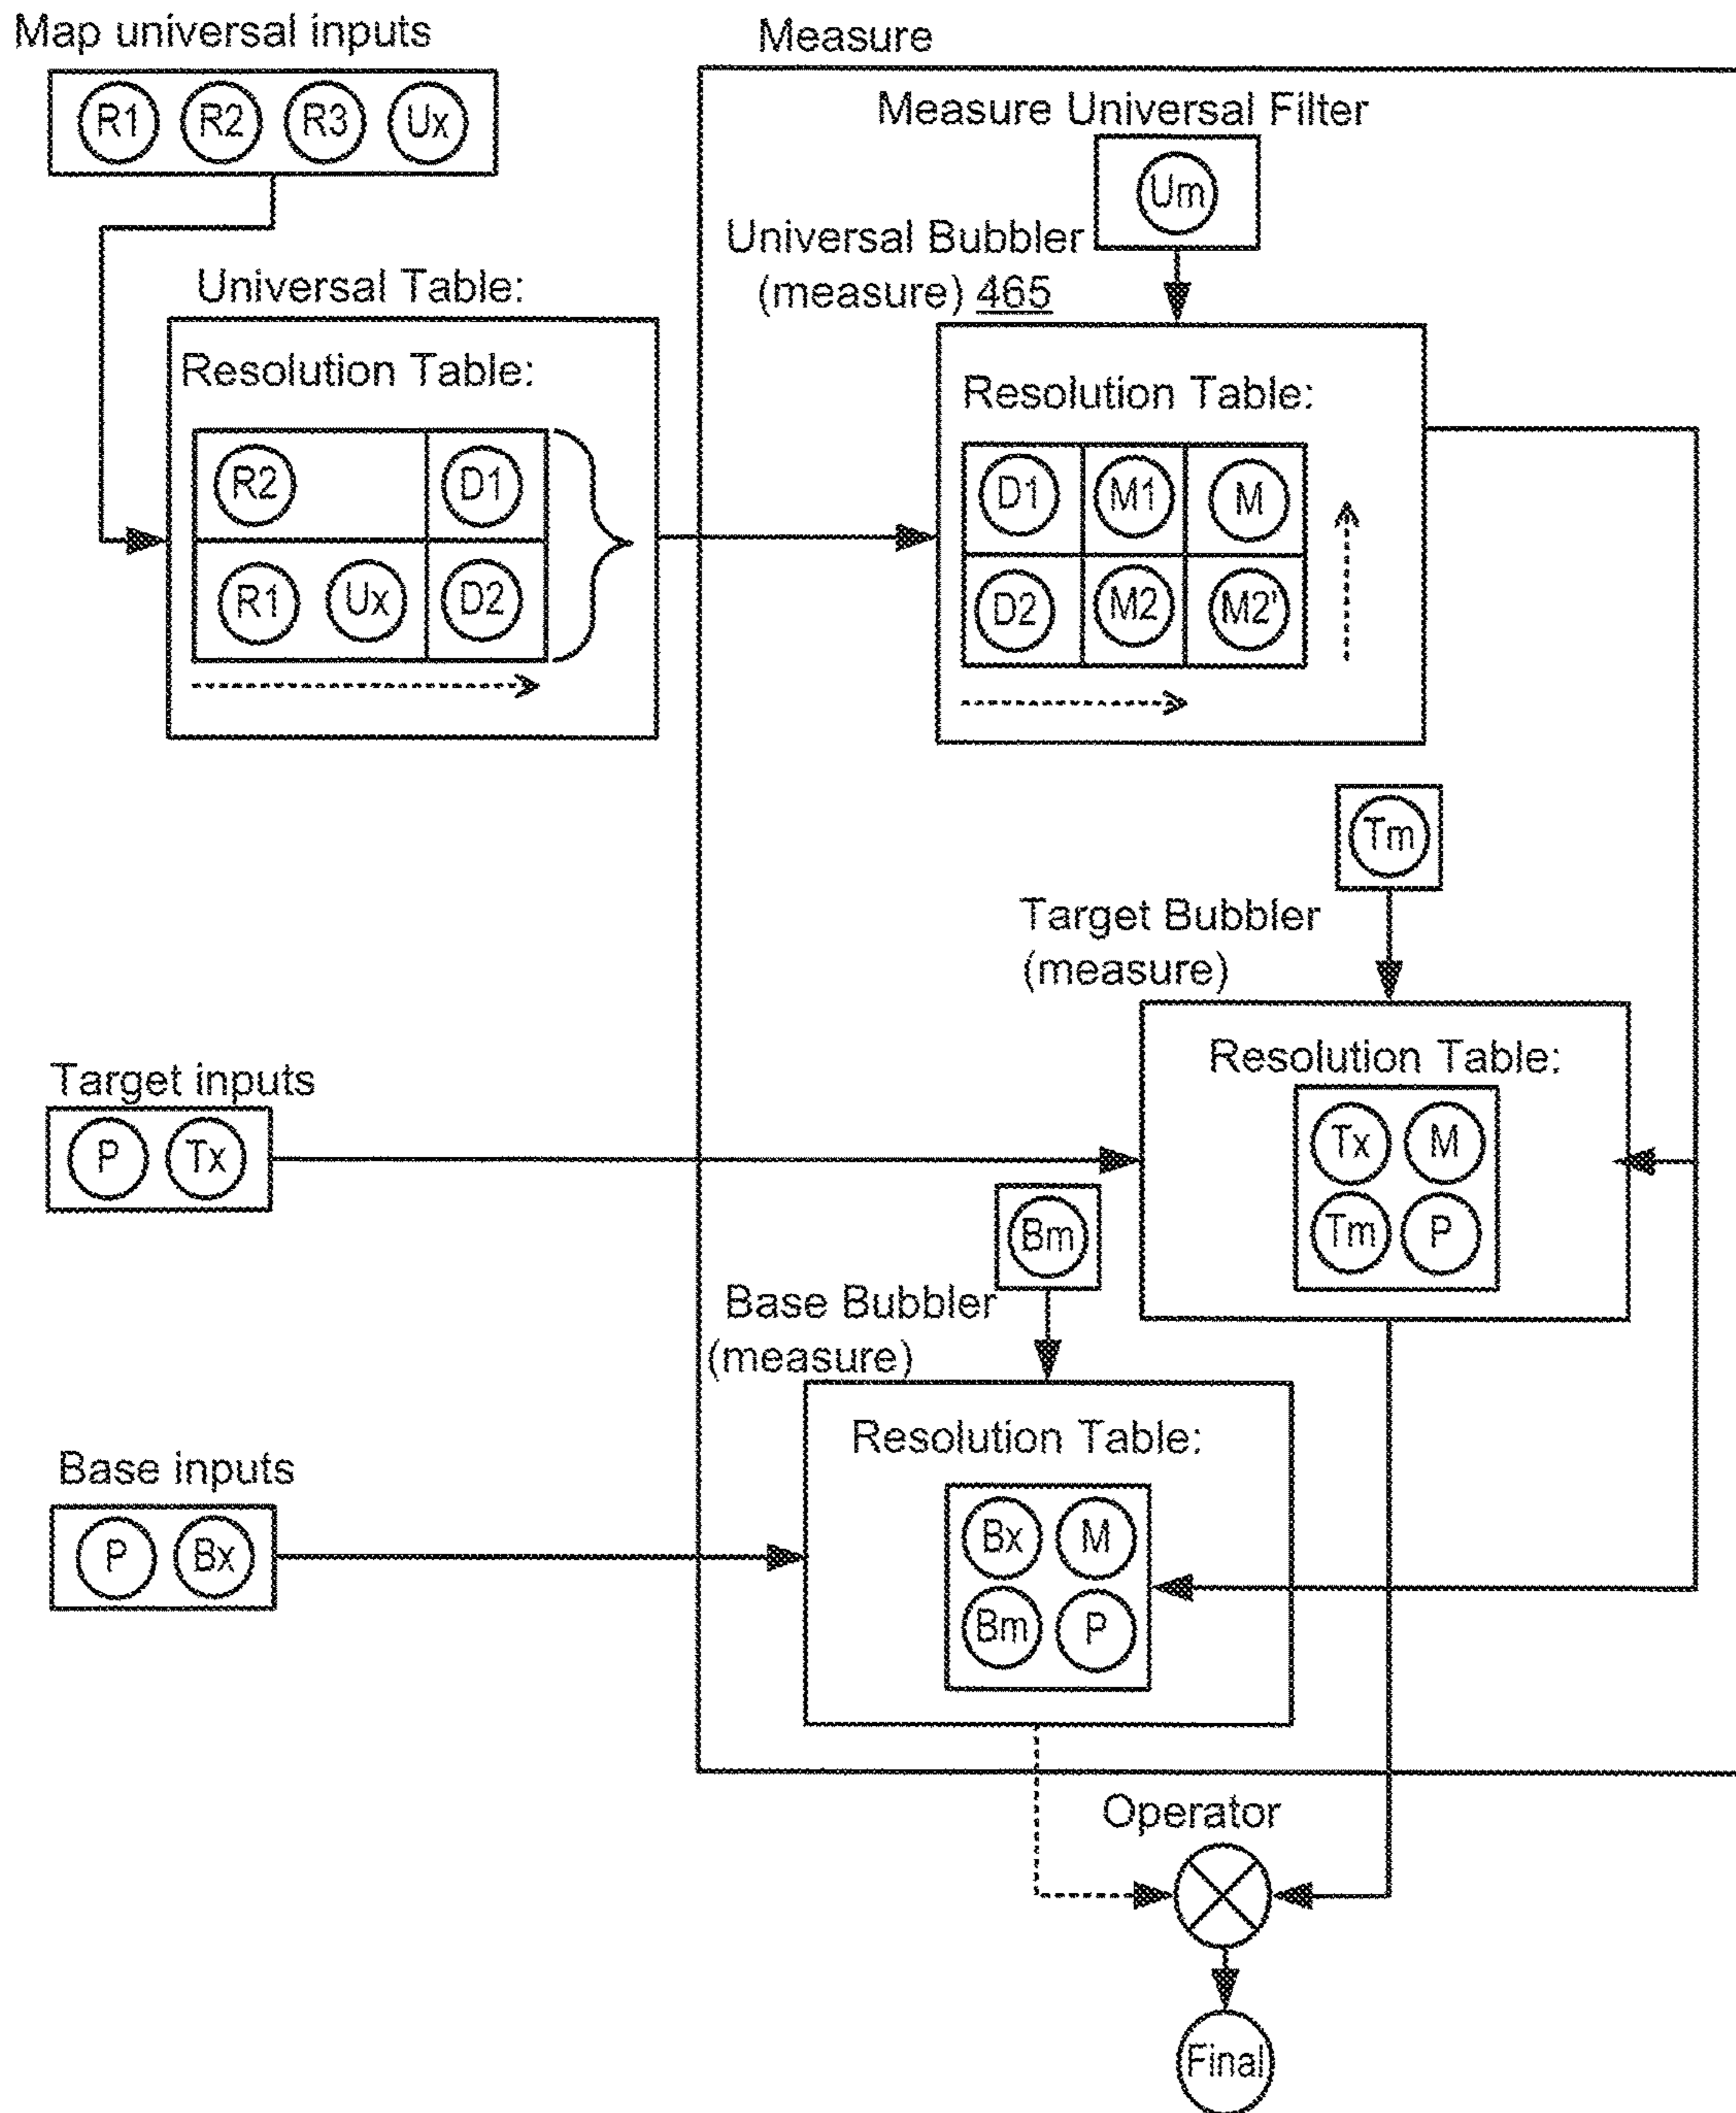 Map universal inputs
R1 R2 R3 Ux
Measure
Measure Universal Filter
Um
Universal Bubbler
(measure) 465
Universal Table:
Resolution Table:
R2 D1
R1 Ux D2
Resolution Table:
D1 M1 M
D2 M2 M2'
Tm
Target Bubbler
(measure)
Resolution Table:
Tx M
Tm P
Target inputs
P Tx
Bm
Base Bubbler
(measure)
Resolution Table:
Bx M
Bm P
Base inputs
P Bx
Operator
Final